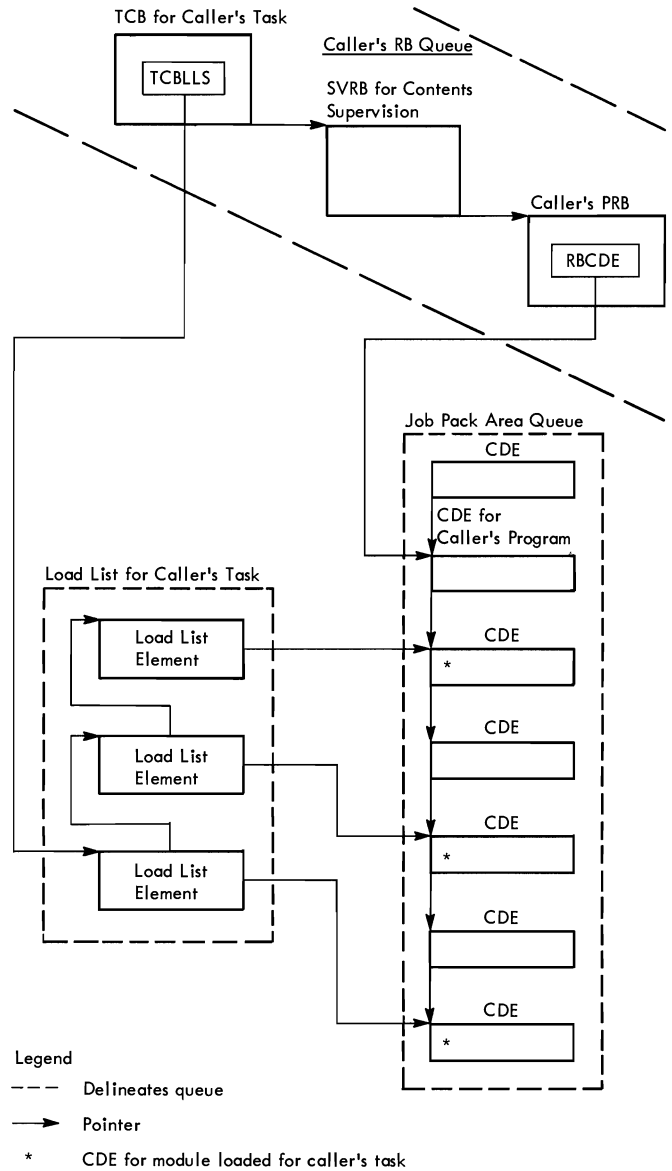 TCB for Caller's Task
TCBLLS
Caller's RB Queue
SVRB for Contents
Supervision
Caller's PRB
RBCDE
Job Pack Area Queue
CDE
CDE for
Caller's Program
Load List for Caller's Task
Load List
Element
CDE
*
CDE
Load List
Element
CDE
*
Load List
Element
CDE
CDE
*
Legend
Delineates queue
Pointer
* CDE for module loaded for caller's task